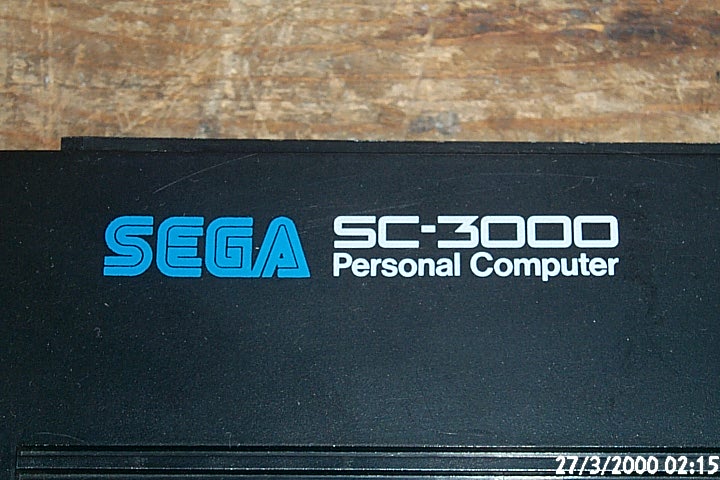 SEGA SC-3000
Personal Computer
27/3/2000 02:15